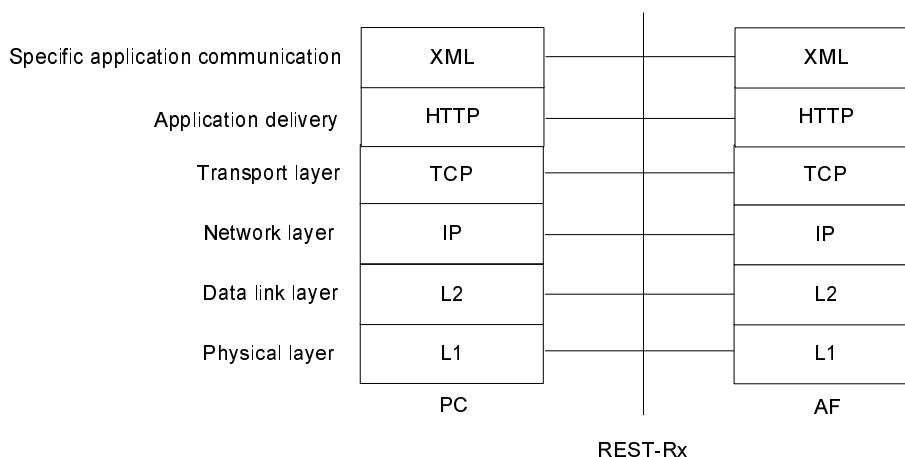 Specific application communication XML XML
Application delivery HTTP HTTP
Transport layer TCP TCP
Network layer IP IP
Data link layer L2 L2
Physical layer L1 L1
PC AF
REST-Rx